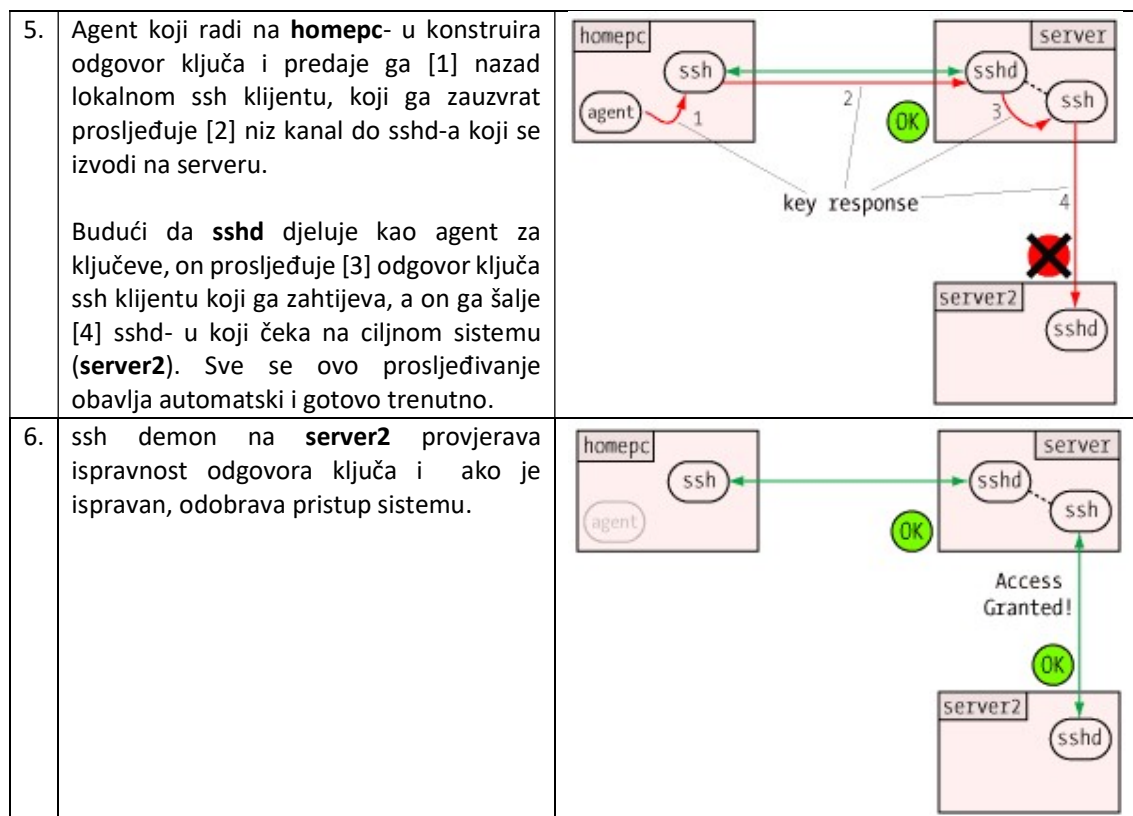 5.
Agent koji radi na homepc- u konstruira
odgovor ključa i predaje ga [1] nazad
lokalnom ssh klijentu, koji ga zauzvrat
prosljeđuje [2] niz kanal do sshd-a koji se
izvodi na serveru.
Budući da sshd djeluje kao agent za
ključeve, on prosljeđuje [3] odgovor ključa
ssh klijentu koji ga zahtijeva, a on ga šalje
[4] sshd- u koji čeka na ciljnom sistemu
(server2). Sve se ovo prosljeđivanje
obavlja automatski i gotovo trenutno.
homepc
server
ssh
sshd
agent
1
2
OK
3
ssh
key response
4
server2
sshd
6.
ssh demon na server2 provjerava
ispravnost odgovora ključa i ako je
ispravan, odobrava pristup sistemu.
homepc
server
ssh
sshd
agent
OK
ssh
Access
Granted!
OK
server2
sshd